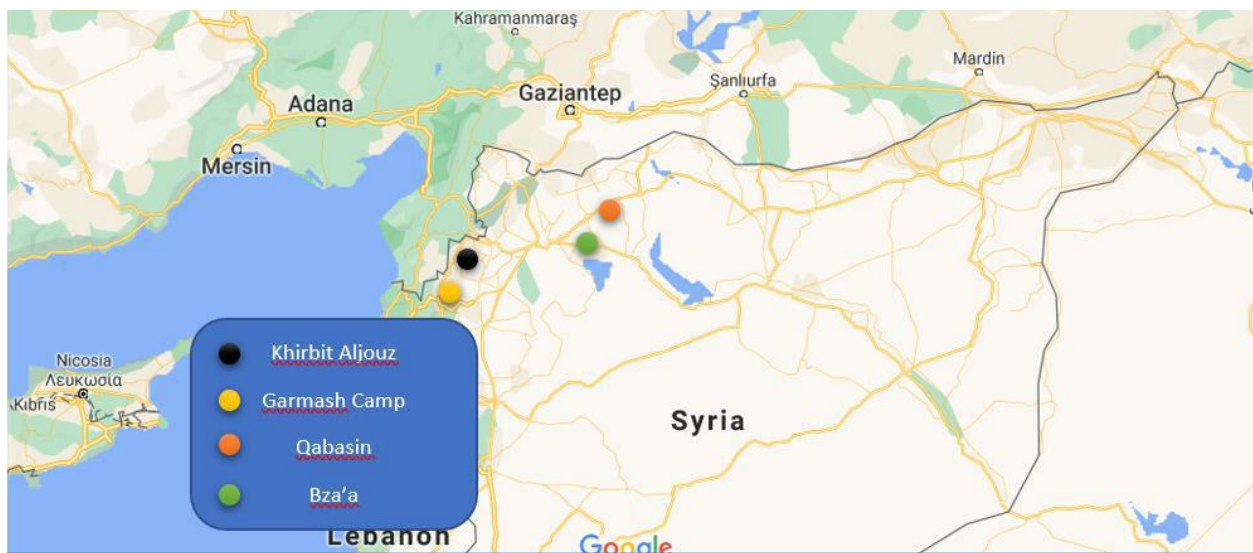 Kahramanmaraş
Mardin
Şanlıurfa
Gaziantep
Adana
Mersin
Nicosia
Λευκωσία
Kıbrıs
Khirbit Aljouz
Garmash Camp
Qabasin
Bza'a
Syria
Lebanon
Google